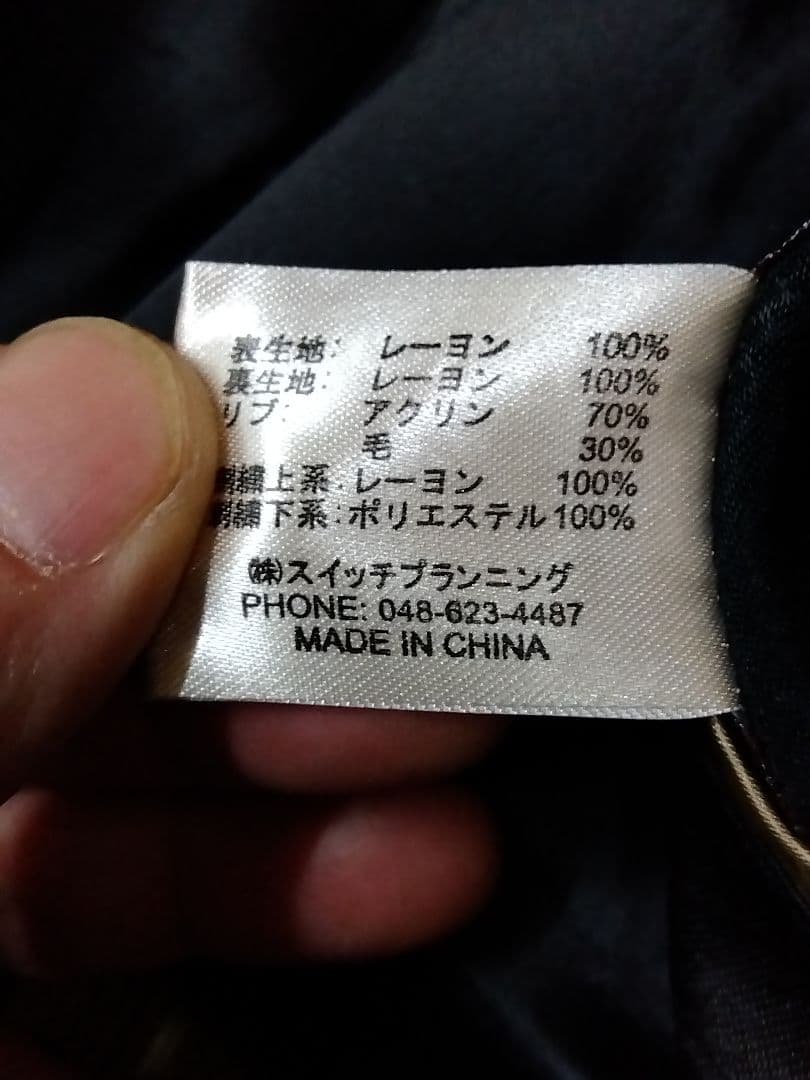 表生地: レーヨン 100%
裏生地: レーヨン 100%
リブ: アクリン 70%
毛 30%
刺繍上系: レーヨン 100%
刺繍下系: ポリエステル 100%
㈱スイッチプランニング
PHONE: 048-623-4487
MADE IN CHINA